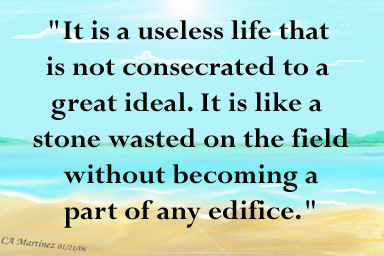 "It is a useless life that
is not consecrated to a
great ideal. It is like a
stone wasted on the field
without becoming a
part of any edifice."
CA Martinez 01/21/06